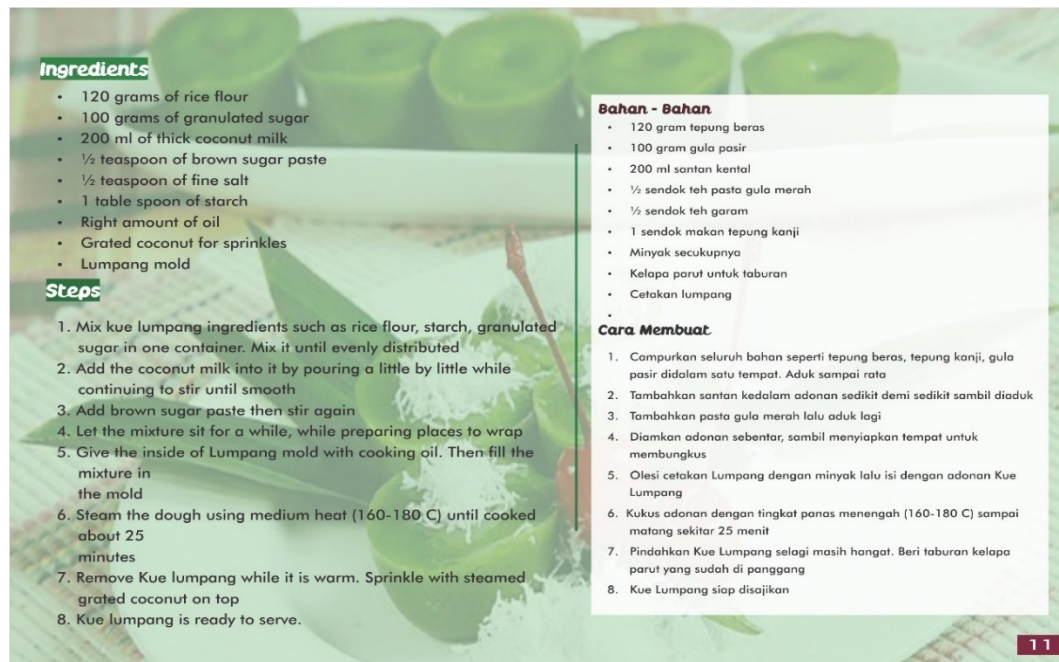 Ingredients
• 120 grams of rice flour
• 100 grams of granulated sugar
• 200 ml of thick coconut milk
• ½ teaspoon of brown sugar paste
• ½ teaspoon of fine salt
• 1 table spoon of starch
• Right amount of oil
• Grated coconut for sprinkles
• Lumpang mold
Steps
1. Mix kue lumpang ingredients such as rice flour, starch, granulated
sugar in one container. Mix it until evenly distributed
2. Add the coconut milk into it by pouring a little by little while
continuing to stir until smooth
3. Add brown sugar paste then stir again
4. Let the mixture sit for a while, while preparing places to wrap
5. Give the inside of Lumpang mold with cooking oil. Then fill the
mixture in
the mold
6. Steam the dough using medium heat (160-180 C) until cooked
about 25
minutes
7. Remove Kue lumpang while it is warm. Sprinkle with steamed
grated coconut on top
8. Kue lumpang is ready to serve.
Bahan - Bahan
• 120 gram tepung beras
• 100 gram gula pasir
• 200 ml santan kental
• ½ sendok teh pasta gula merah
• ½ sendok teh garam
• 1 sendok makan tepung kanji
• Minyak secukupnya
• Kelapa parut untuk taburan
• Cetakan lumpang
•
Cara Membuat
1. Campurkan seluruh bahan seperti tepung beras, tepung kanji, gula
pasir didalam satu tempat. Aduk sampai rata
2. Tambahkan santan kedalam adonan sedikit demi sedikit sambil diaduk
3. Tambahkan pasta gula merah lalu aduk lagi
4. Diamkan adonan sebentar, sambil menyiapkan tempat untuk
membungkus
5. Olesi cetakan Lumpang dengan minyak lalu isi dengan adonan Kue
Lumpang
6. Kukus adonan dengan tingkat panas menengah (160-180 C) sampai
matang sekitar 25 menit
7. Pindahkan Kue Lumpang selagi masih hangat. Beri taburan kelapa
parut yang sudah di panggang
8. Kue Lumpang siap disajikan
11